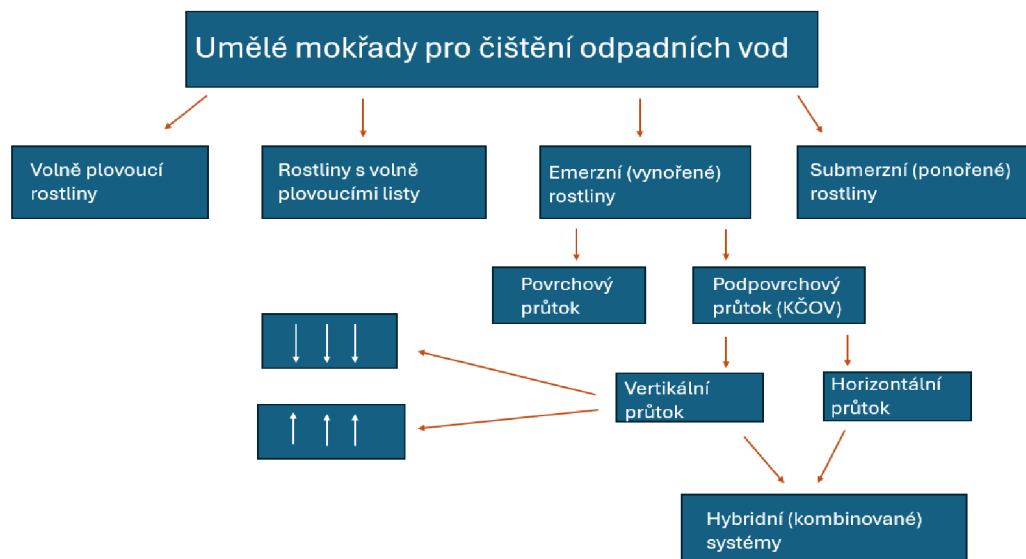 Umělé mokřady pro čištění odpadních vod
Volně plovoucí
rostliny
Rostliny s volně
plovoucími listy
Emerzní (vynořené)
rostliny
Submerzní (ponořené)
rostliny
Povrchový
průtok
Podpovrchový
průtok (KČOV)
Vertikální
průtok
Horizontální
průtok
Hybridní (kombinované)
systémy